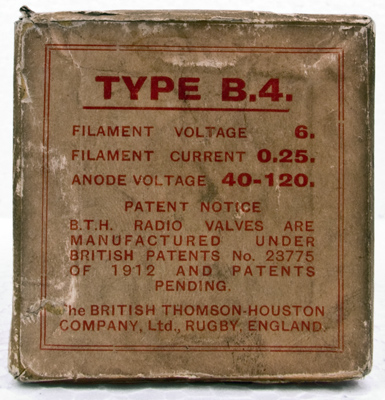 TYPE B.4.
FILAMENT VOLTAGE 6.
FILAMENT CURRENT 0.25.
ANODE VOLTAGE 40-120.
PATENT NOTICE
B.T.H. RADIO VALVES ARE
MANUFACTURED UNDER
BRITISH PATENTS No. 23775
OF 1912 AND PATENTS
PENDING.
The BRITISH THOMSON-HOUSTON
COMPANY, Ltd., RUGBY, ENGLAND.